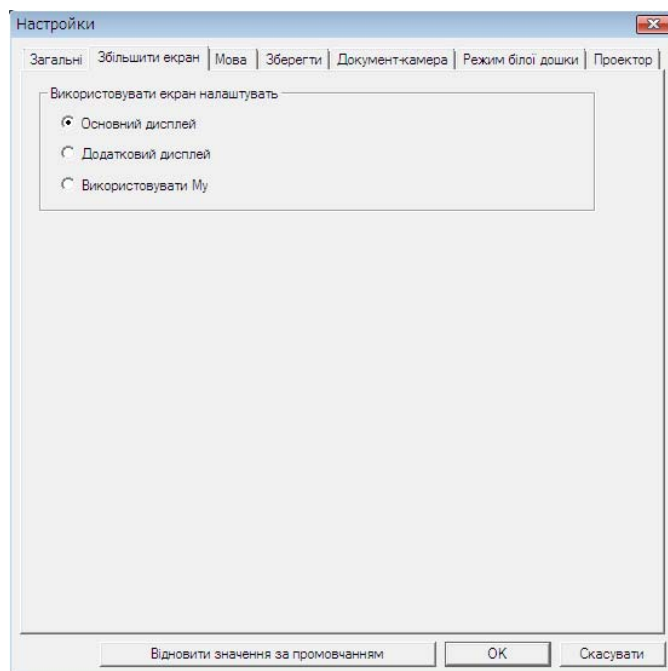 Настройки
Загальні Збільшити екран Мова Зберегти Документ-камера Режим білої дошки Проектор
Використовувати екран налаштувать
Основний дисплей
Додатковий дисплей
Використовувати Му
Відновити значення за промовчанням OK Скасувати